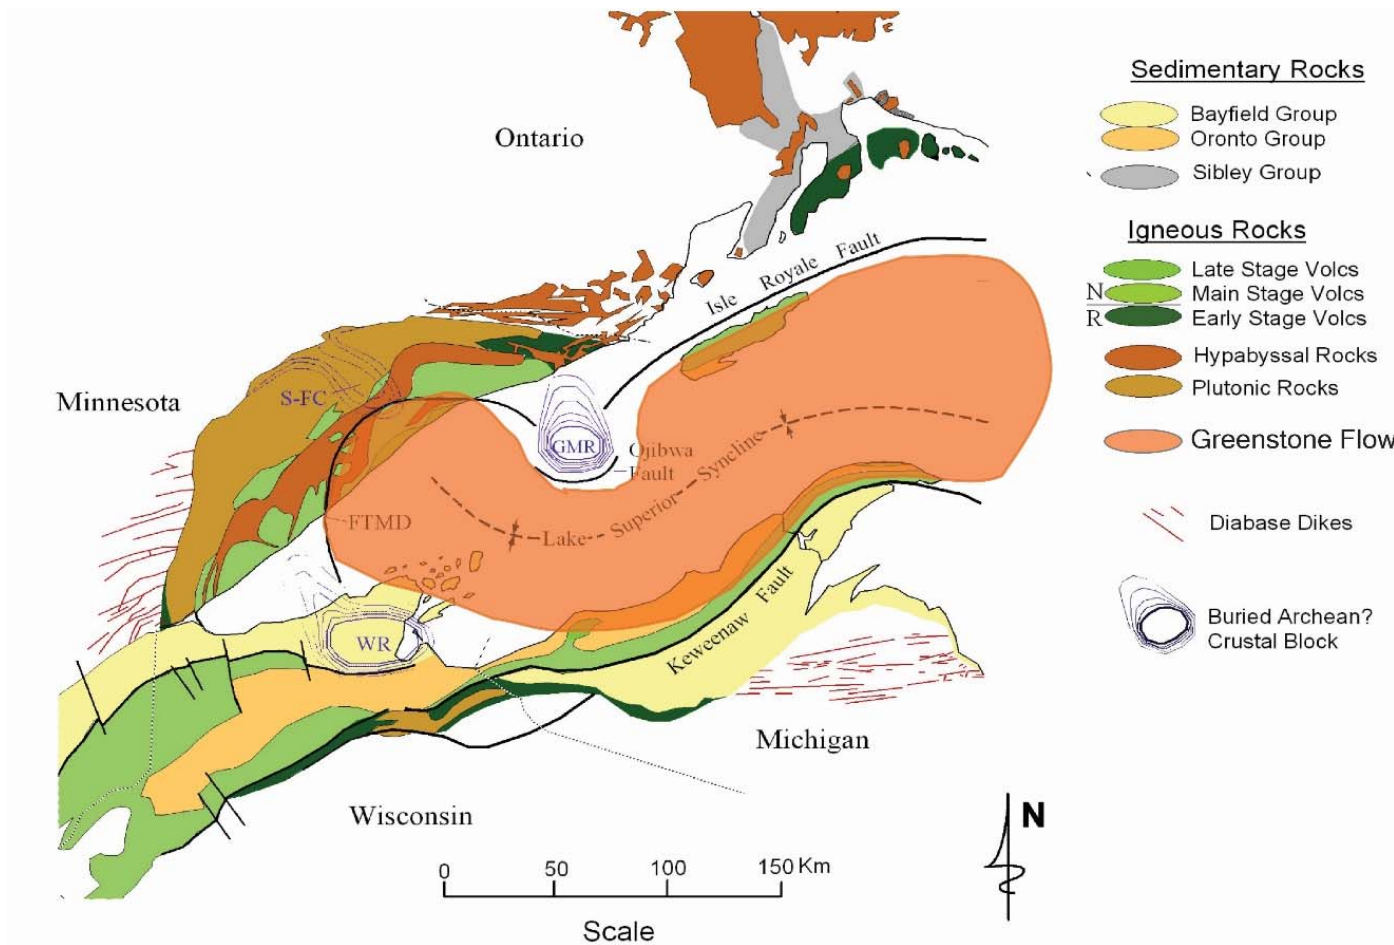 Ontario
Minnesota
S-FC
GMR
Ojibwa
Fault
Isle Royale Fault
Lake Superior Syncline
FTMD
WR
Keweenaw Fault
Michigan
Wisconsin
0 50 100 150 Km
Scale
N
Sedimentary Rocks
Bayfield Group
Oronto Group
Sibley Group
Igneous Rocks
Late Stage Volcs
N Main Stage Volcs
R Early Stage Volcs
Hypabyssal Rocks
Plutonic Rocks
Greenstone Flow
Diabase Dikes
Buried Archean?
Crustal Block